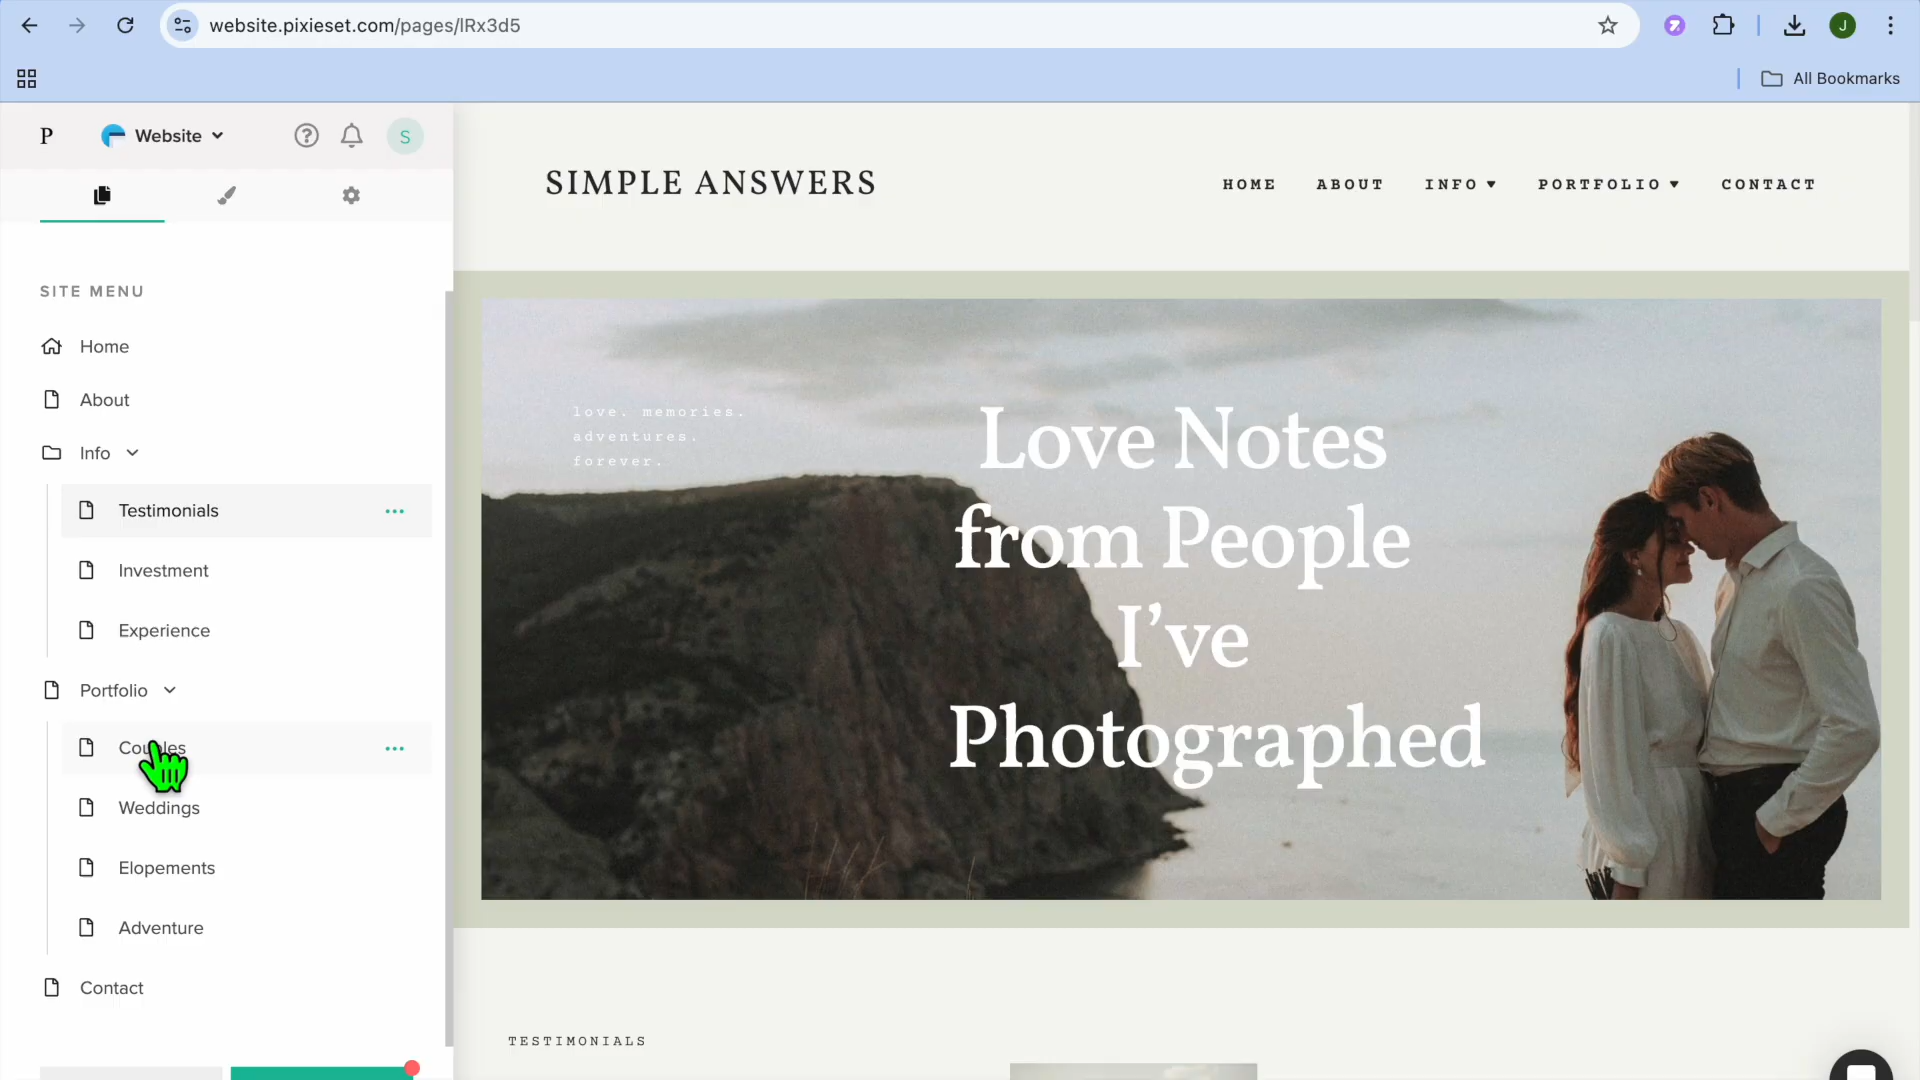 website.pixieset.com/pages/lRx3d5
J
All Bookmarks
P
Website
S
SITE MENU
Home
About
Info
Testimonials
Investment
Experience
Portfolio
Couples
Weddings
Elopements
Adventure
Contact
SIMPLE ANSWERS
HOME ABOUT INFO PORTFOLIO CONTACT
love. memories.
adventures.
forever.
Love Notes
from People
I’ve
Photographed
TESTIMONIALS